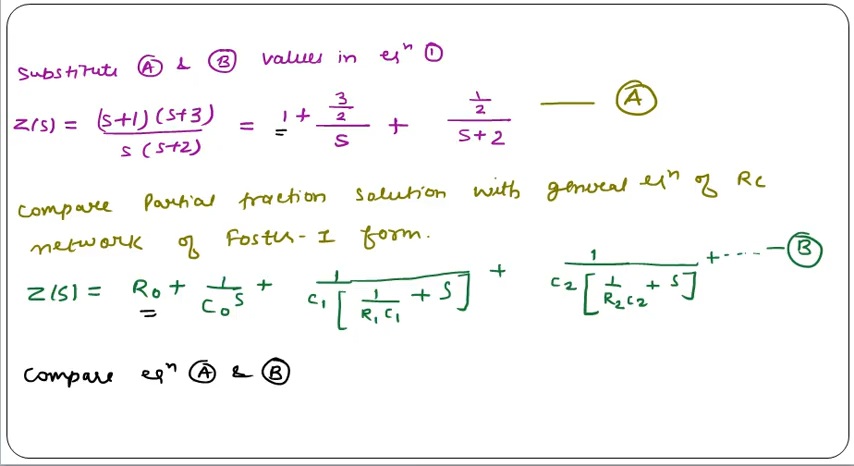 Substitute Ⓐ & Ⓑ values in eqⁿ ①
Z(s) = (s+1)(s+3) / s(s+2) = 1 + (3/2)/s + (1/2)/(s+2) — Ⓐ
Compare Partial fraction solution with general eqⁿ of RC
network of Foster-I form.
Z(s) = R₀ + 1/(C₀s) + 1/(C₁[1/(R₁C₁) + s]) + 1/(C₂[1/(R₂C₂) + s]) + ---- — Ⓑ
Compare eqⁿ Ⓐ & Ⓑ